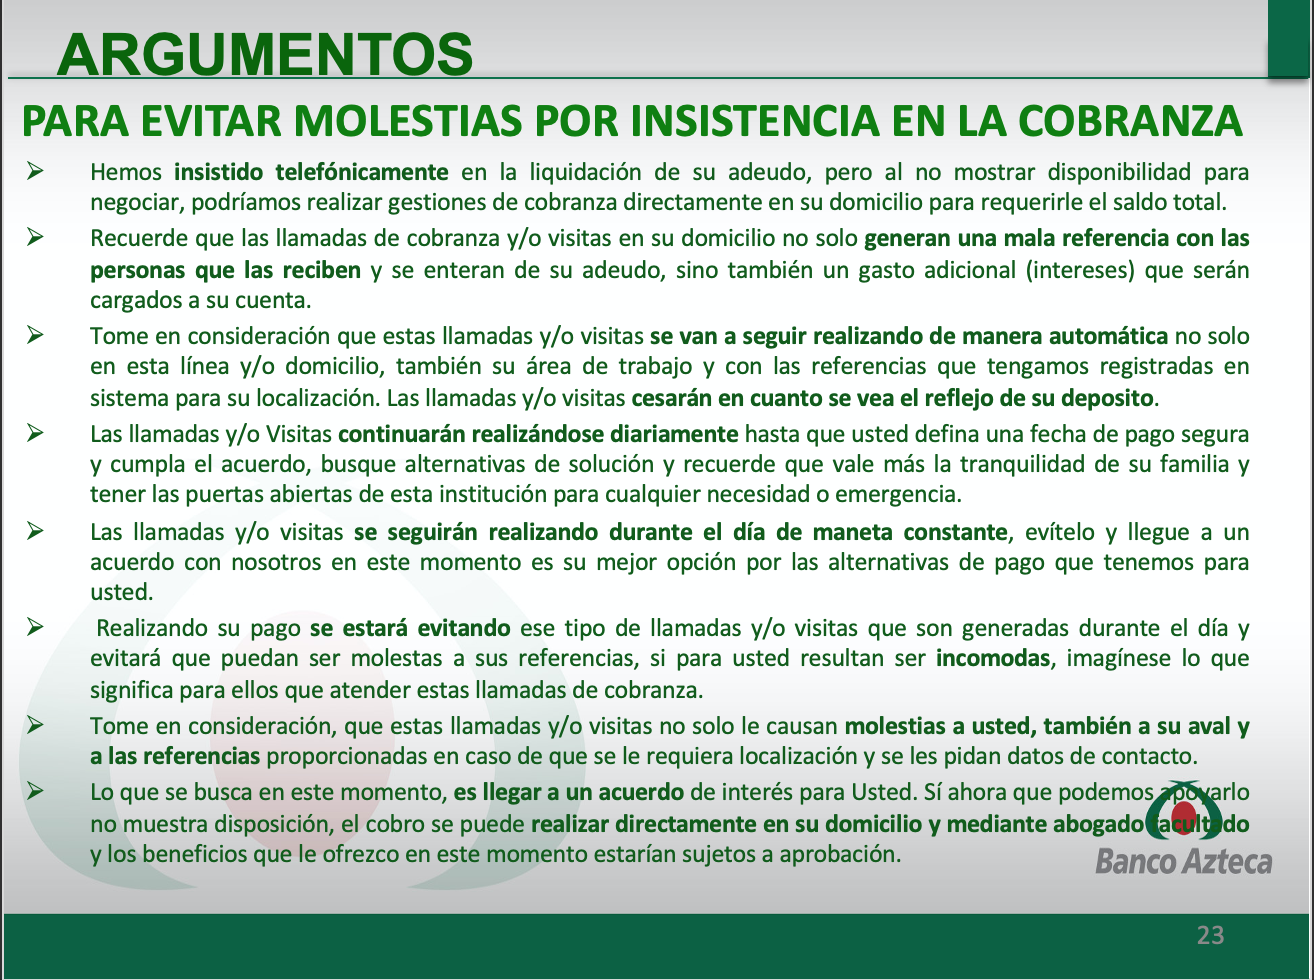 ARGUMENTOS
PARA EVITAR MOLESTIAS POR INSISTENCIA EN LA COBRANZA
Hemos insistido telefónicamente en la liquidación de su adeudo, pero al no mostrar disponibilidad para
negociar, podríamos realizar gestiones de cobranza directamente en su domicilio para requerirle el saldo total.
Recuerde que las llamadas de cobranza y/o visitas en su domicilio no solo generan una mala referencia con las
personas que las reciben y se enteran de su adeudo, sino también un gasto adicional (intereses) que serán
cargados a su cuenta.
Tome en consideración que estas llamadas y/o visitas se van a seguir realizando de manera automática no solo
en esta línea y/o domicilio, también su área de trabajo y con las referencias que tengamos registradas en
sistema para su localización. Las llamadas y/o visitas cesarán en cuanto se vea el reflejo de su deposito.
Las llamadas y/o Visitas continuarán realizándose diariamente hasta que usted defina una fecha de pago segura
y cumpla el acuerdo, busque alternativas de solución y recuerde que vale más la tranquilidad de su familia y
tener las puertas abiertas de esta institución para cualquier necesidad o emergencia.
Las llamadas y/o visitas se seguirán realizando durante el día de maneta constante, evítelo y llegue a un
acuerdo con nosotros en este momento es su mejor opción por las alternativas de pago que tenemos para
usted.
Realizando su pago se estará evitando ese tipo de llamadas y/o visitas que son generadas durante el día y
evitará que puedan ser molestas a sus referencias, si para usted resultan ser incomodas, imagínese lo que
significa para ellos que atender estas llamadas de cobranza.
Tome en consideración, que estas llamadas y/o visitas no solo le causan molestias a usted, también a su aval y
a las referencias proporcionadas en caso de que se le requiera localización y se les pidan datos de contacto.
Lo que se busca en este momento, es llegar a un acuerdo de interés para Usted. Sí ahora que podemos apoyarlo
no muestra disposición, el cobro se puede realizar directamente en su domicilio y mediante abogado facultado
y los beneficios que le ofrezco en este momento estarían sujetos a aprobación.
Banco Azteca
23